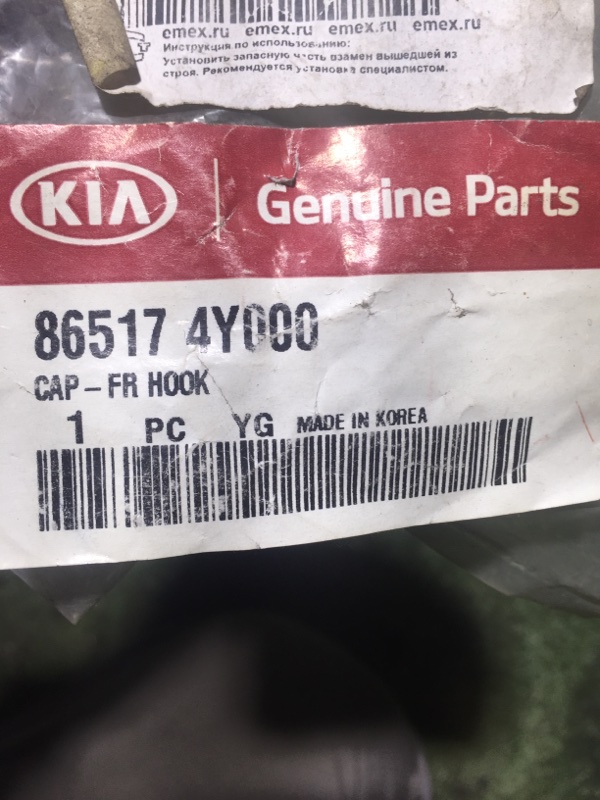 emex.ru emex.ru emex.ru emex.ru
Инструкция по использованию:
Установить запасную часть взамен вышедшей из
строя. Рекомендуется установка специалистом.
KIA Genuine Parts
86517 4Y000
CAP-FR HOOK
1 PC YG MADE IN KOREA